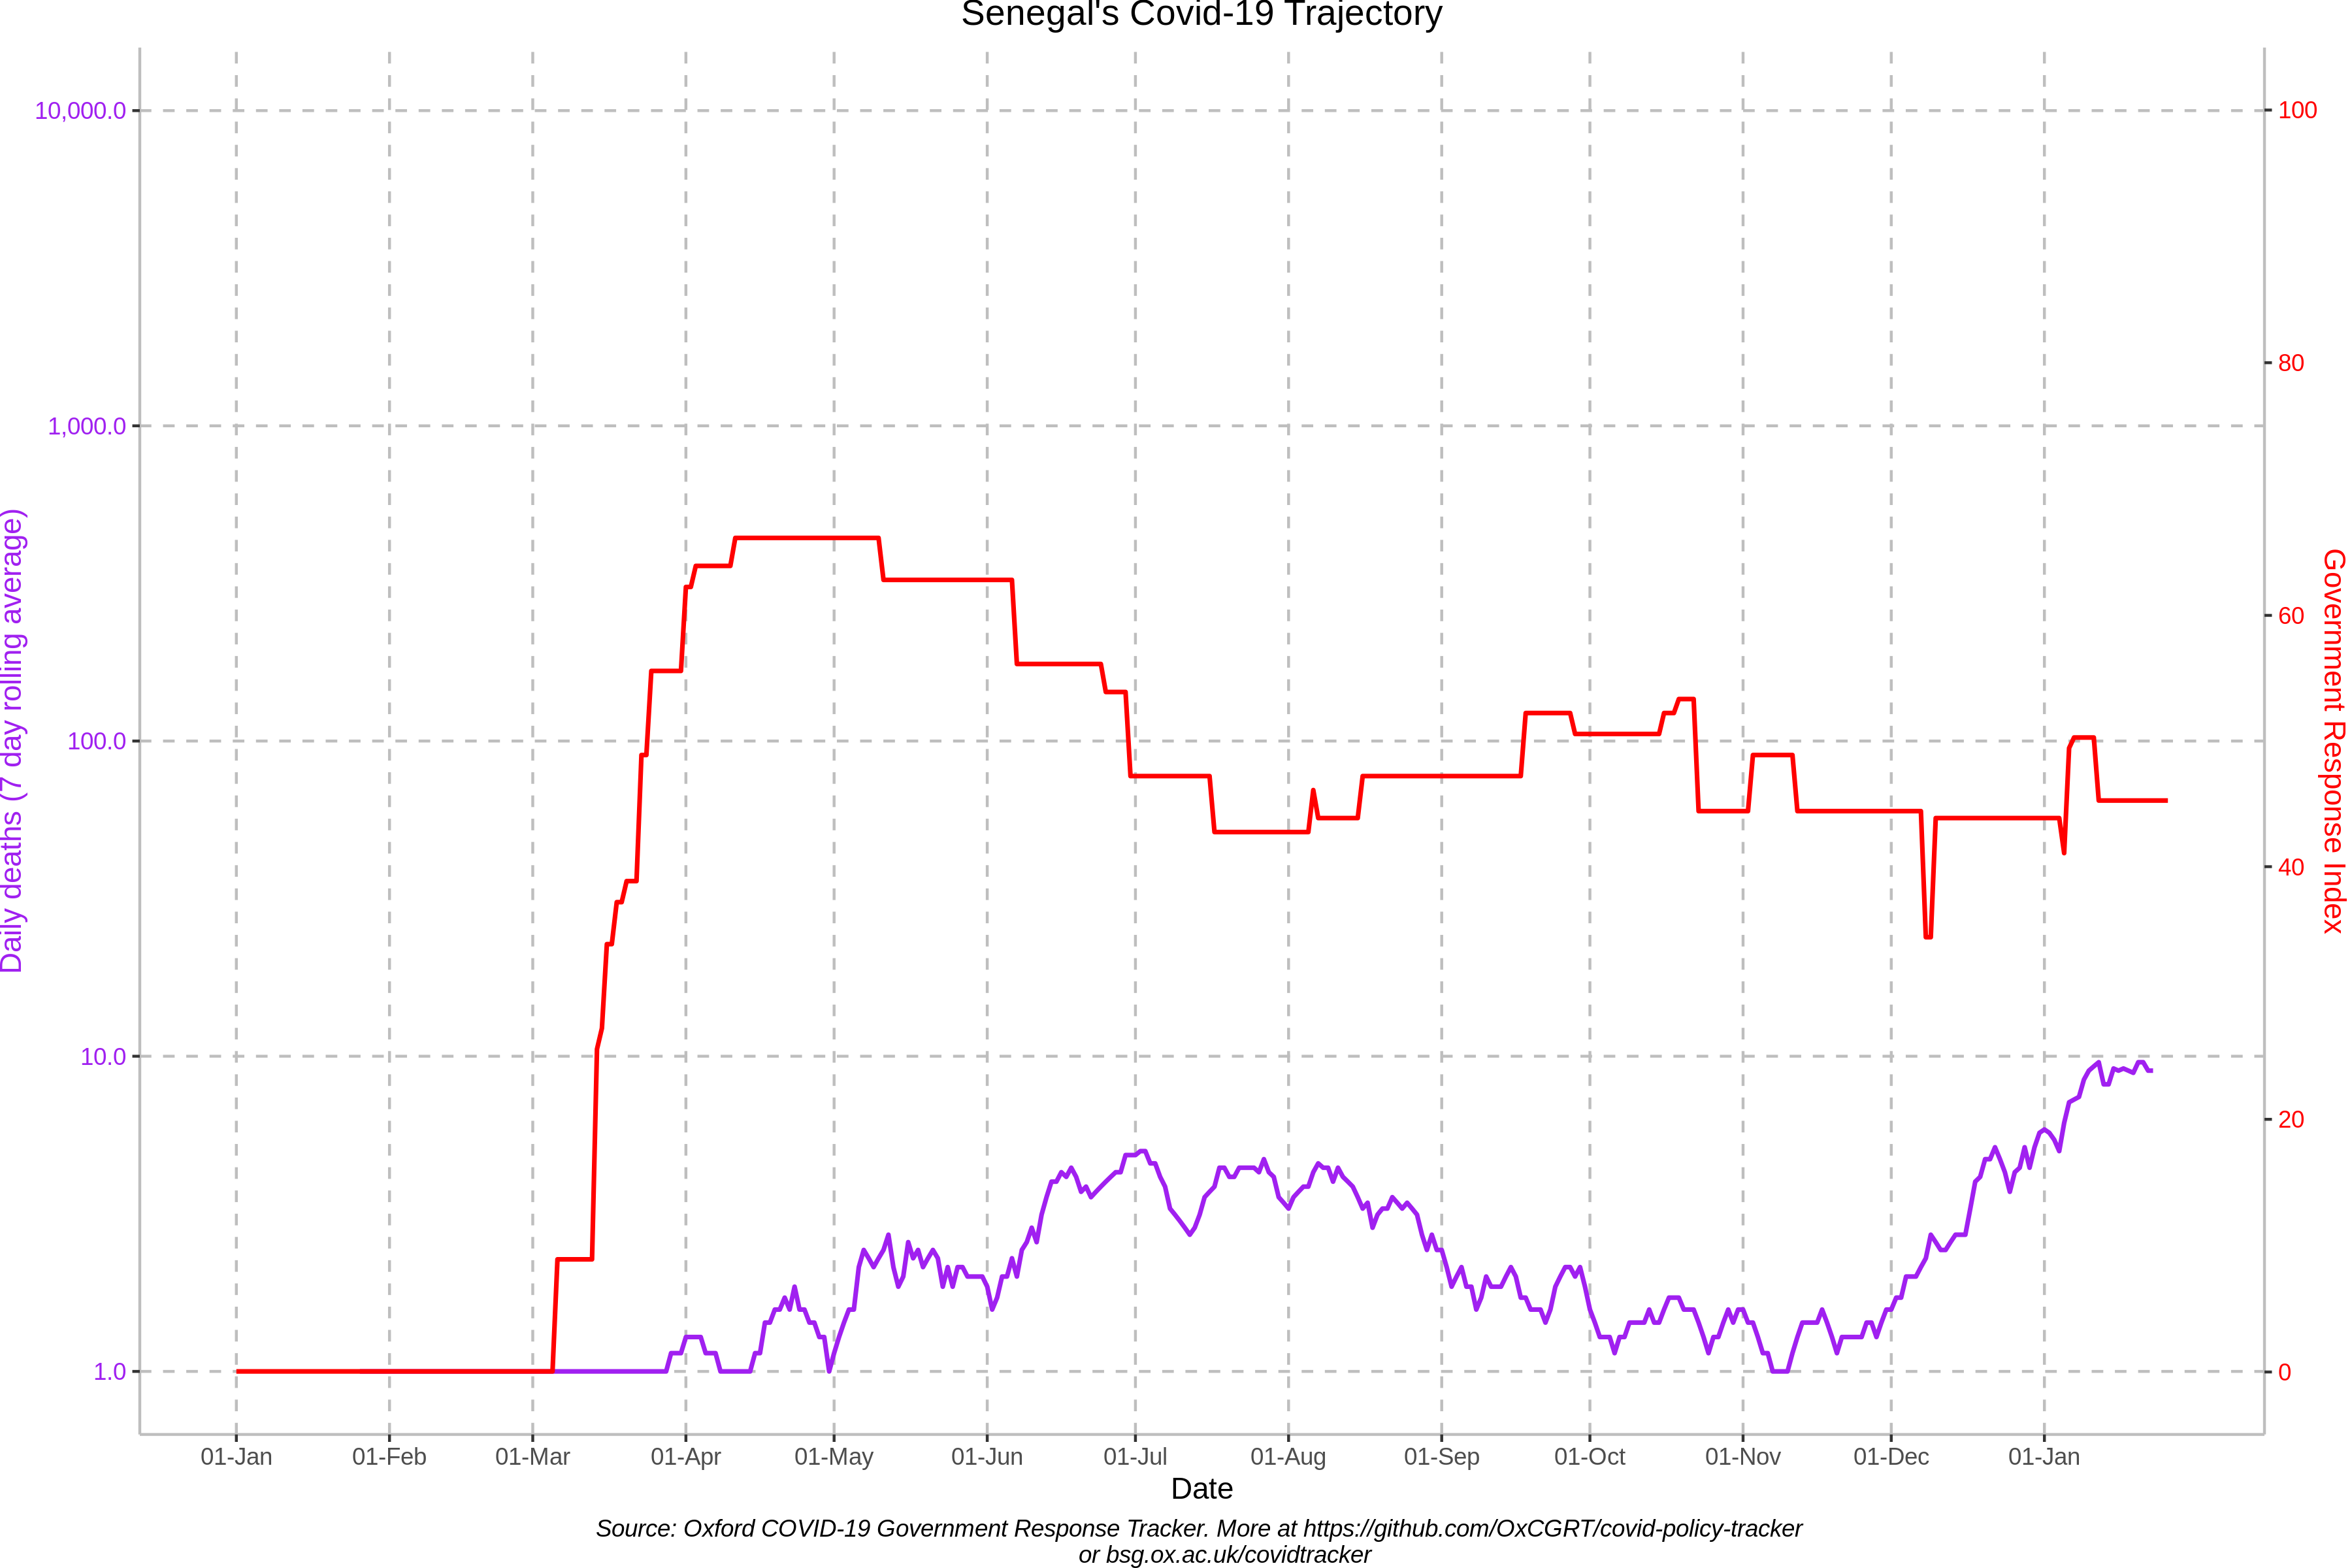 Senegal's Covid-19 Trajectory
10,000.0
1,000.0
100.0
10.0
1.0
Daily deaths (7 day rolling average)
100
80
60
40
20
0
Government Response Index
01-Jan 01-Feb 01-Mar 01-Apr 01-May 01-Jun 01-Jul 01-Aug 01-Sep 01-Oct 01-Nov 01-Dec 01-Jan
Date
Source: Oxford COVID-19 Government Response Tracker. More at https://github.com/OxCGRT/covid-policy-tracker
or bsg.ox.ac.uk/covidtracker